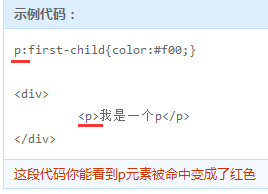 示例代码：
p:first-child{color:#f00;}
<div>
<p>我是一个p</p>
</div>
这段代码你能看到p元素被命中变成了红色